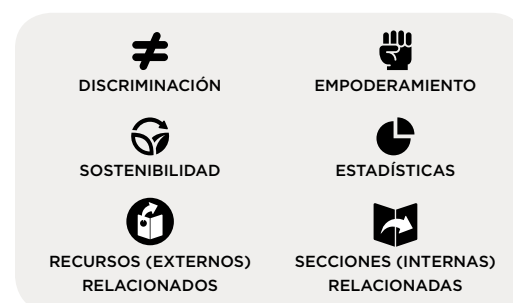 DISCRIMINACIÓN
EMPODERAMIENTO
SOSTENIBILIDAD
ESTADÍSTICAS
RECURSOS (EXTERNOS)
RELACIONADOS
SECCIONES (INTERNAS)
RELACIONADAS